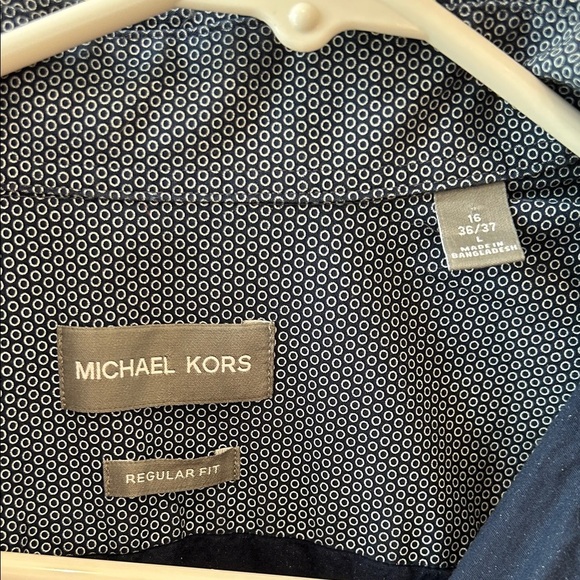 16
36/37
L
MADE IN
BANGLADESH
MICHAEL KORS
REGULAR FIT